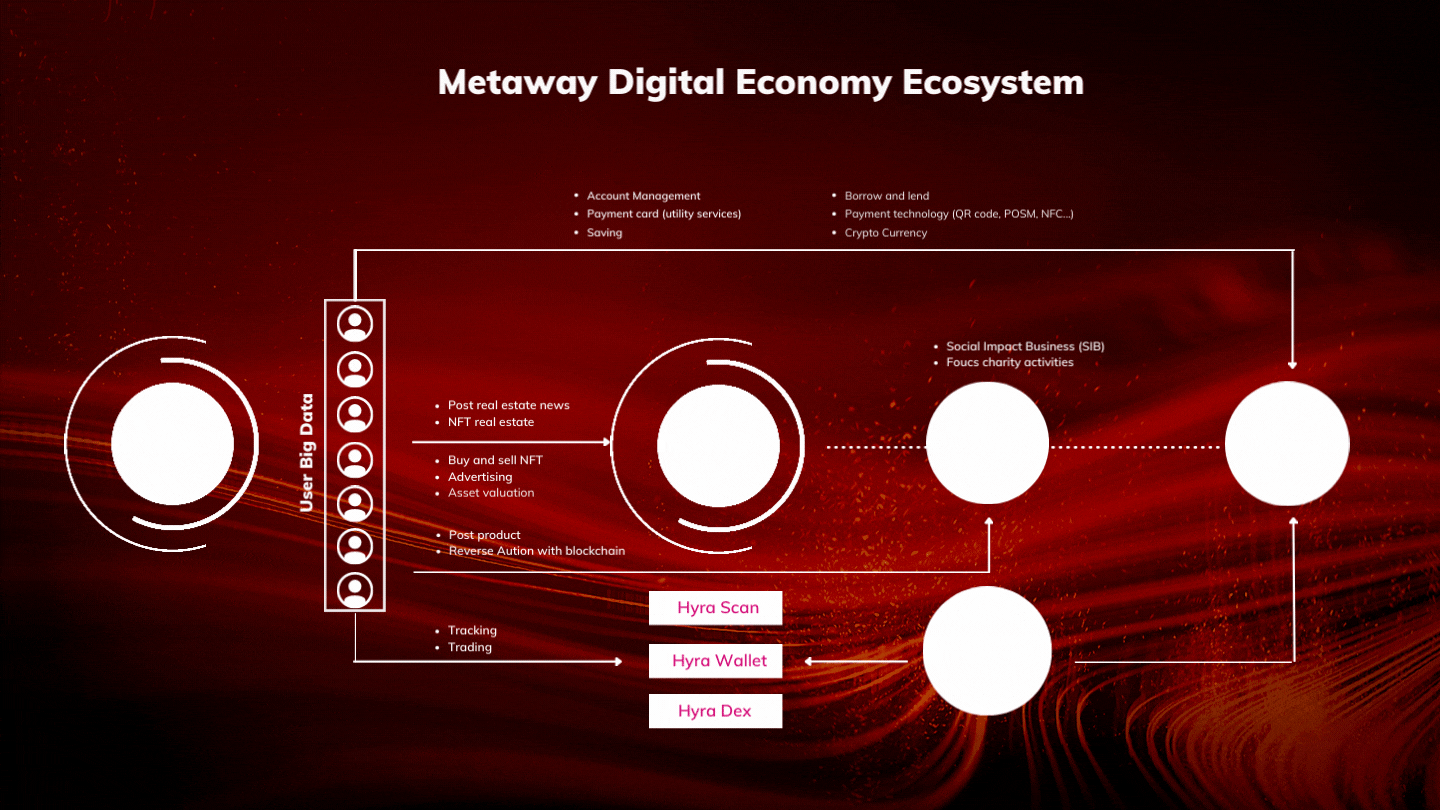 Metaway Digital Economy Ecosystem
Account Management
Payment card (utility services)
Saving
Borrow and lend
Payment technology (QR code, POSM, NFC...)
Crypto Currency
User Big Data
Post real estate news
NFT real estate
Buy and sell NFT
Advertising
Asset valuation
Post product
Reverse Aution with blockchain
Social Impact Business (SIB)
Foucs charity activities
Tracking
Trading
Hyra Scan
Hyra Wallet
Hyra Dex